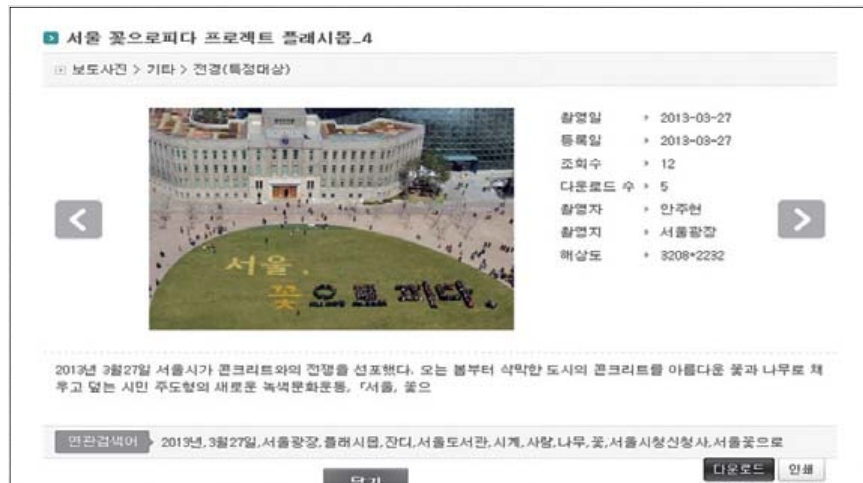 서울 꽃으로피다 프로젝트 플래시몹_4
보도사진 > 기타 > 전경(특정대상)
촬영일 2013-03-27
등록일 2013-03-27
조회수 12
다운로드 수 5
촬영자 안주현
촬영지 서울광장
해상도 3208*2232
서울,
꽃으로 피다.
2013년 3월27일 서울시가 콘크리트와의 전쟁을 선포했다. 오는 봄부터 삭막한 도시의 콘크리트를 아름다운 꽃과 나무로 채
우고 덮는 시민 주도형의 새로운 녹색문화운동, 『서울, 꽃으
연관검색어 2013년,3월27일,서울광장,플래시몹,잔디,서울도서관,시계,사람,나무,꽃,서울시청신청사,서울꽃으로
다운로드 인쇄